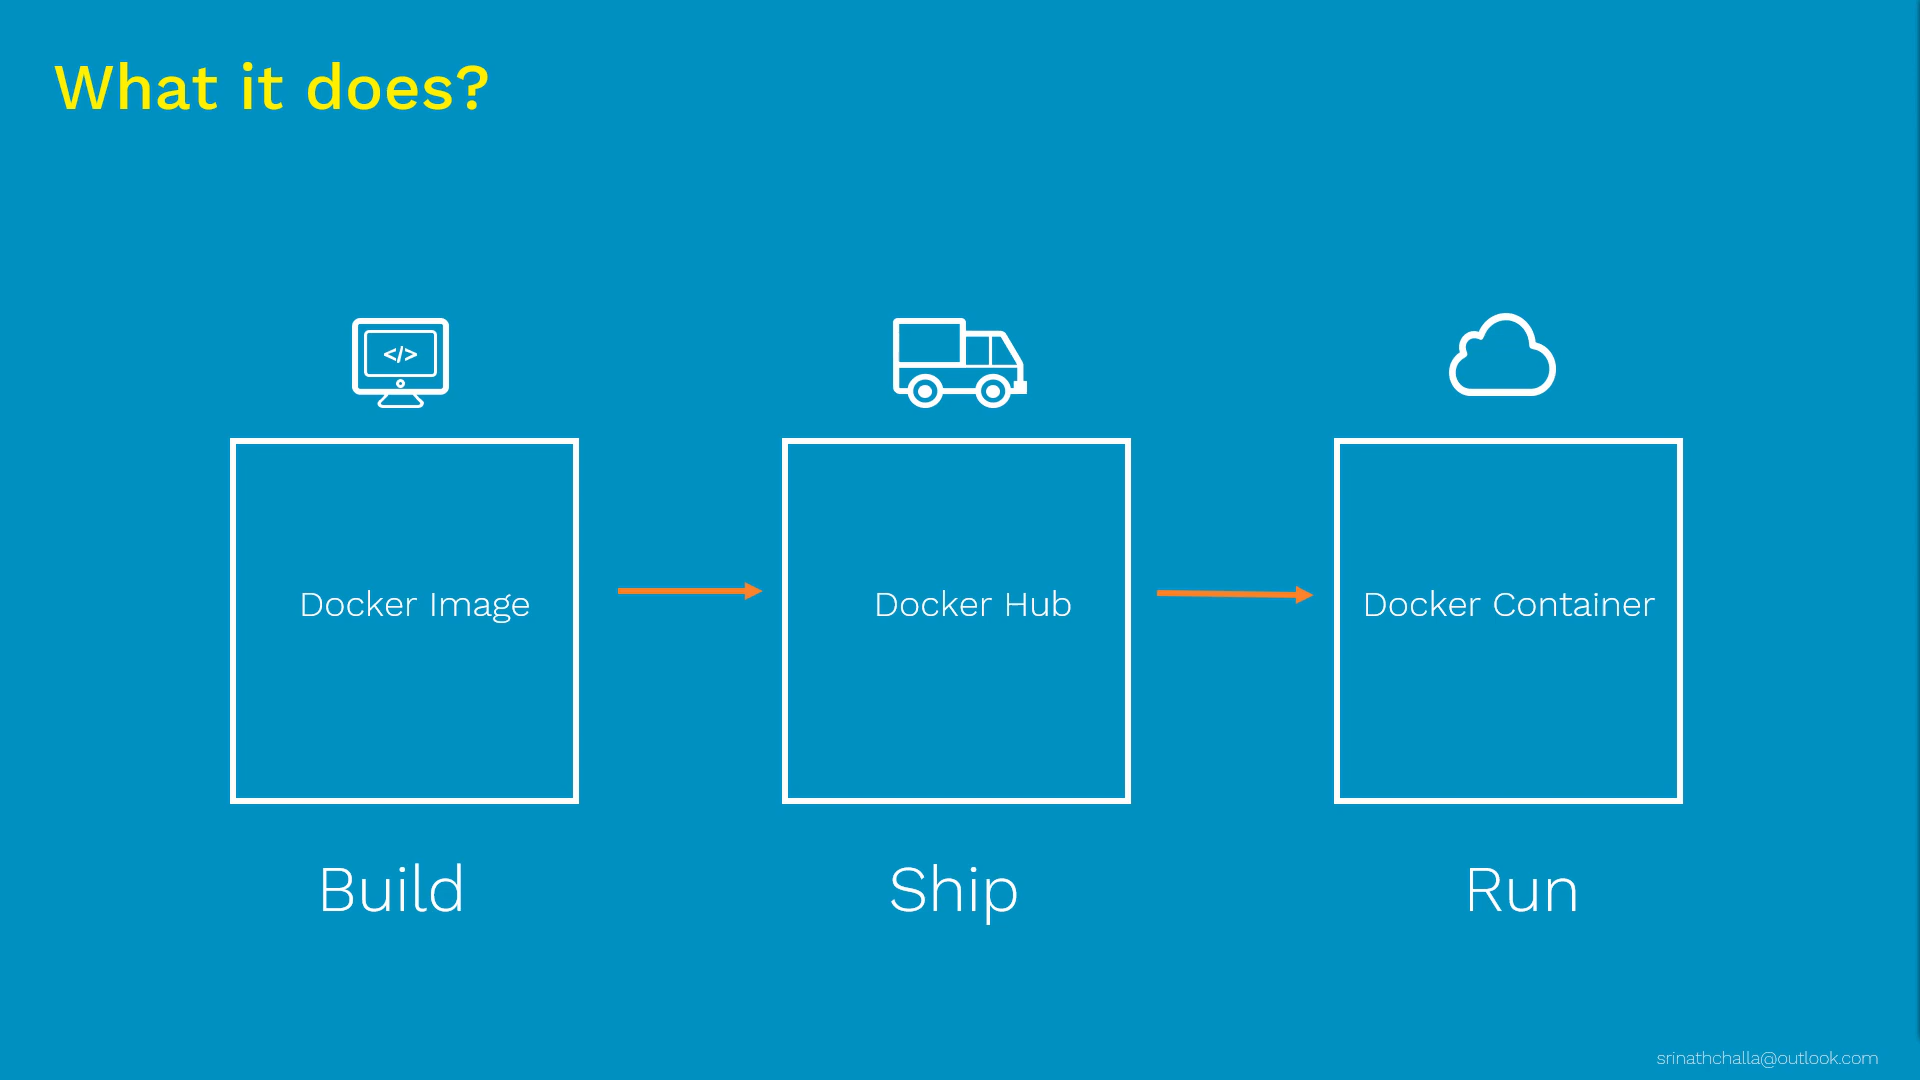 What it does?
</>
Docker Image
Docker Hub
Docker Container
Build
Ship
Run
srinathchalla@outlook.com